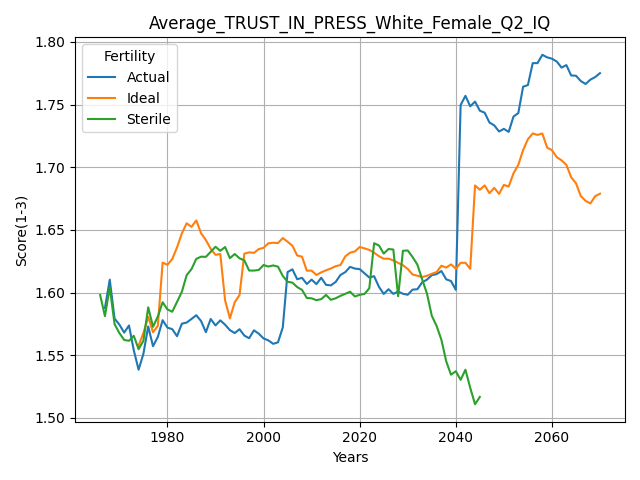 Average_TRUST_IN_PRESS_White_Female_Q2_IQ
Score(1-3)
1.80
1.75
1.70
1.65
1.60
1.55
1.50
Fertility
Actual
Ideal
Sterile
1980
2000
2020
2040
2060
Years